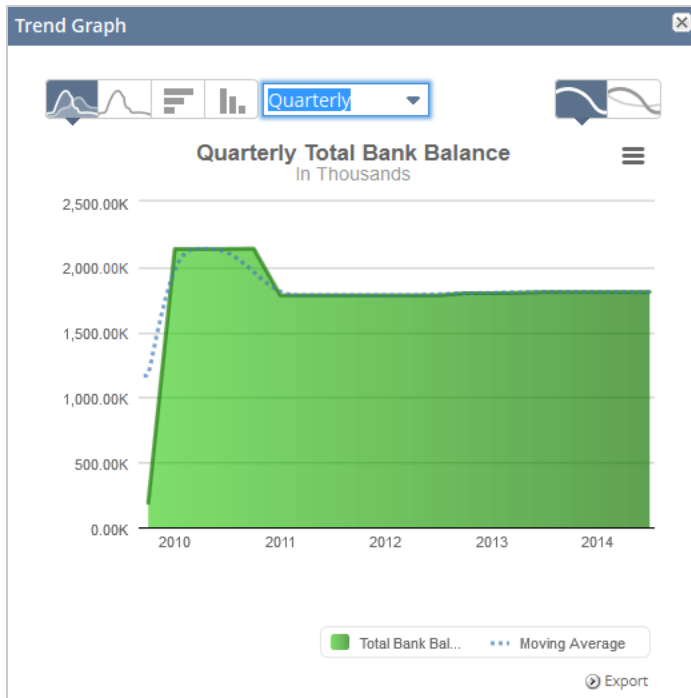 Trend Graph
Quarterly
Quarterly Total Bank Balance
In Thousands
2,500.00K
2,000.00K
1,500.00K
1,000.00K
500.00K
0.00K
2010 2011 2012 2013 2014
Total Bank Bal... Moving Average
Export